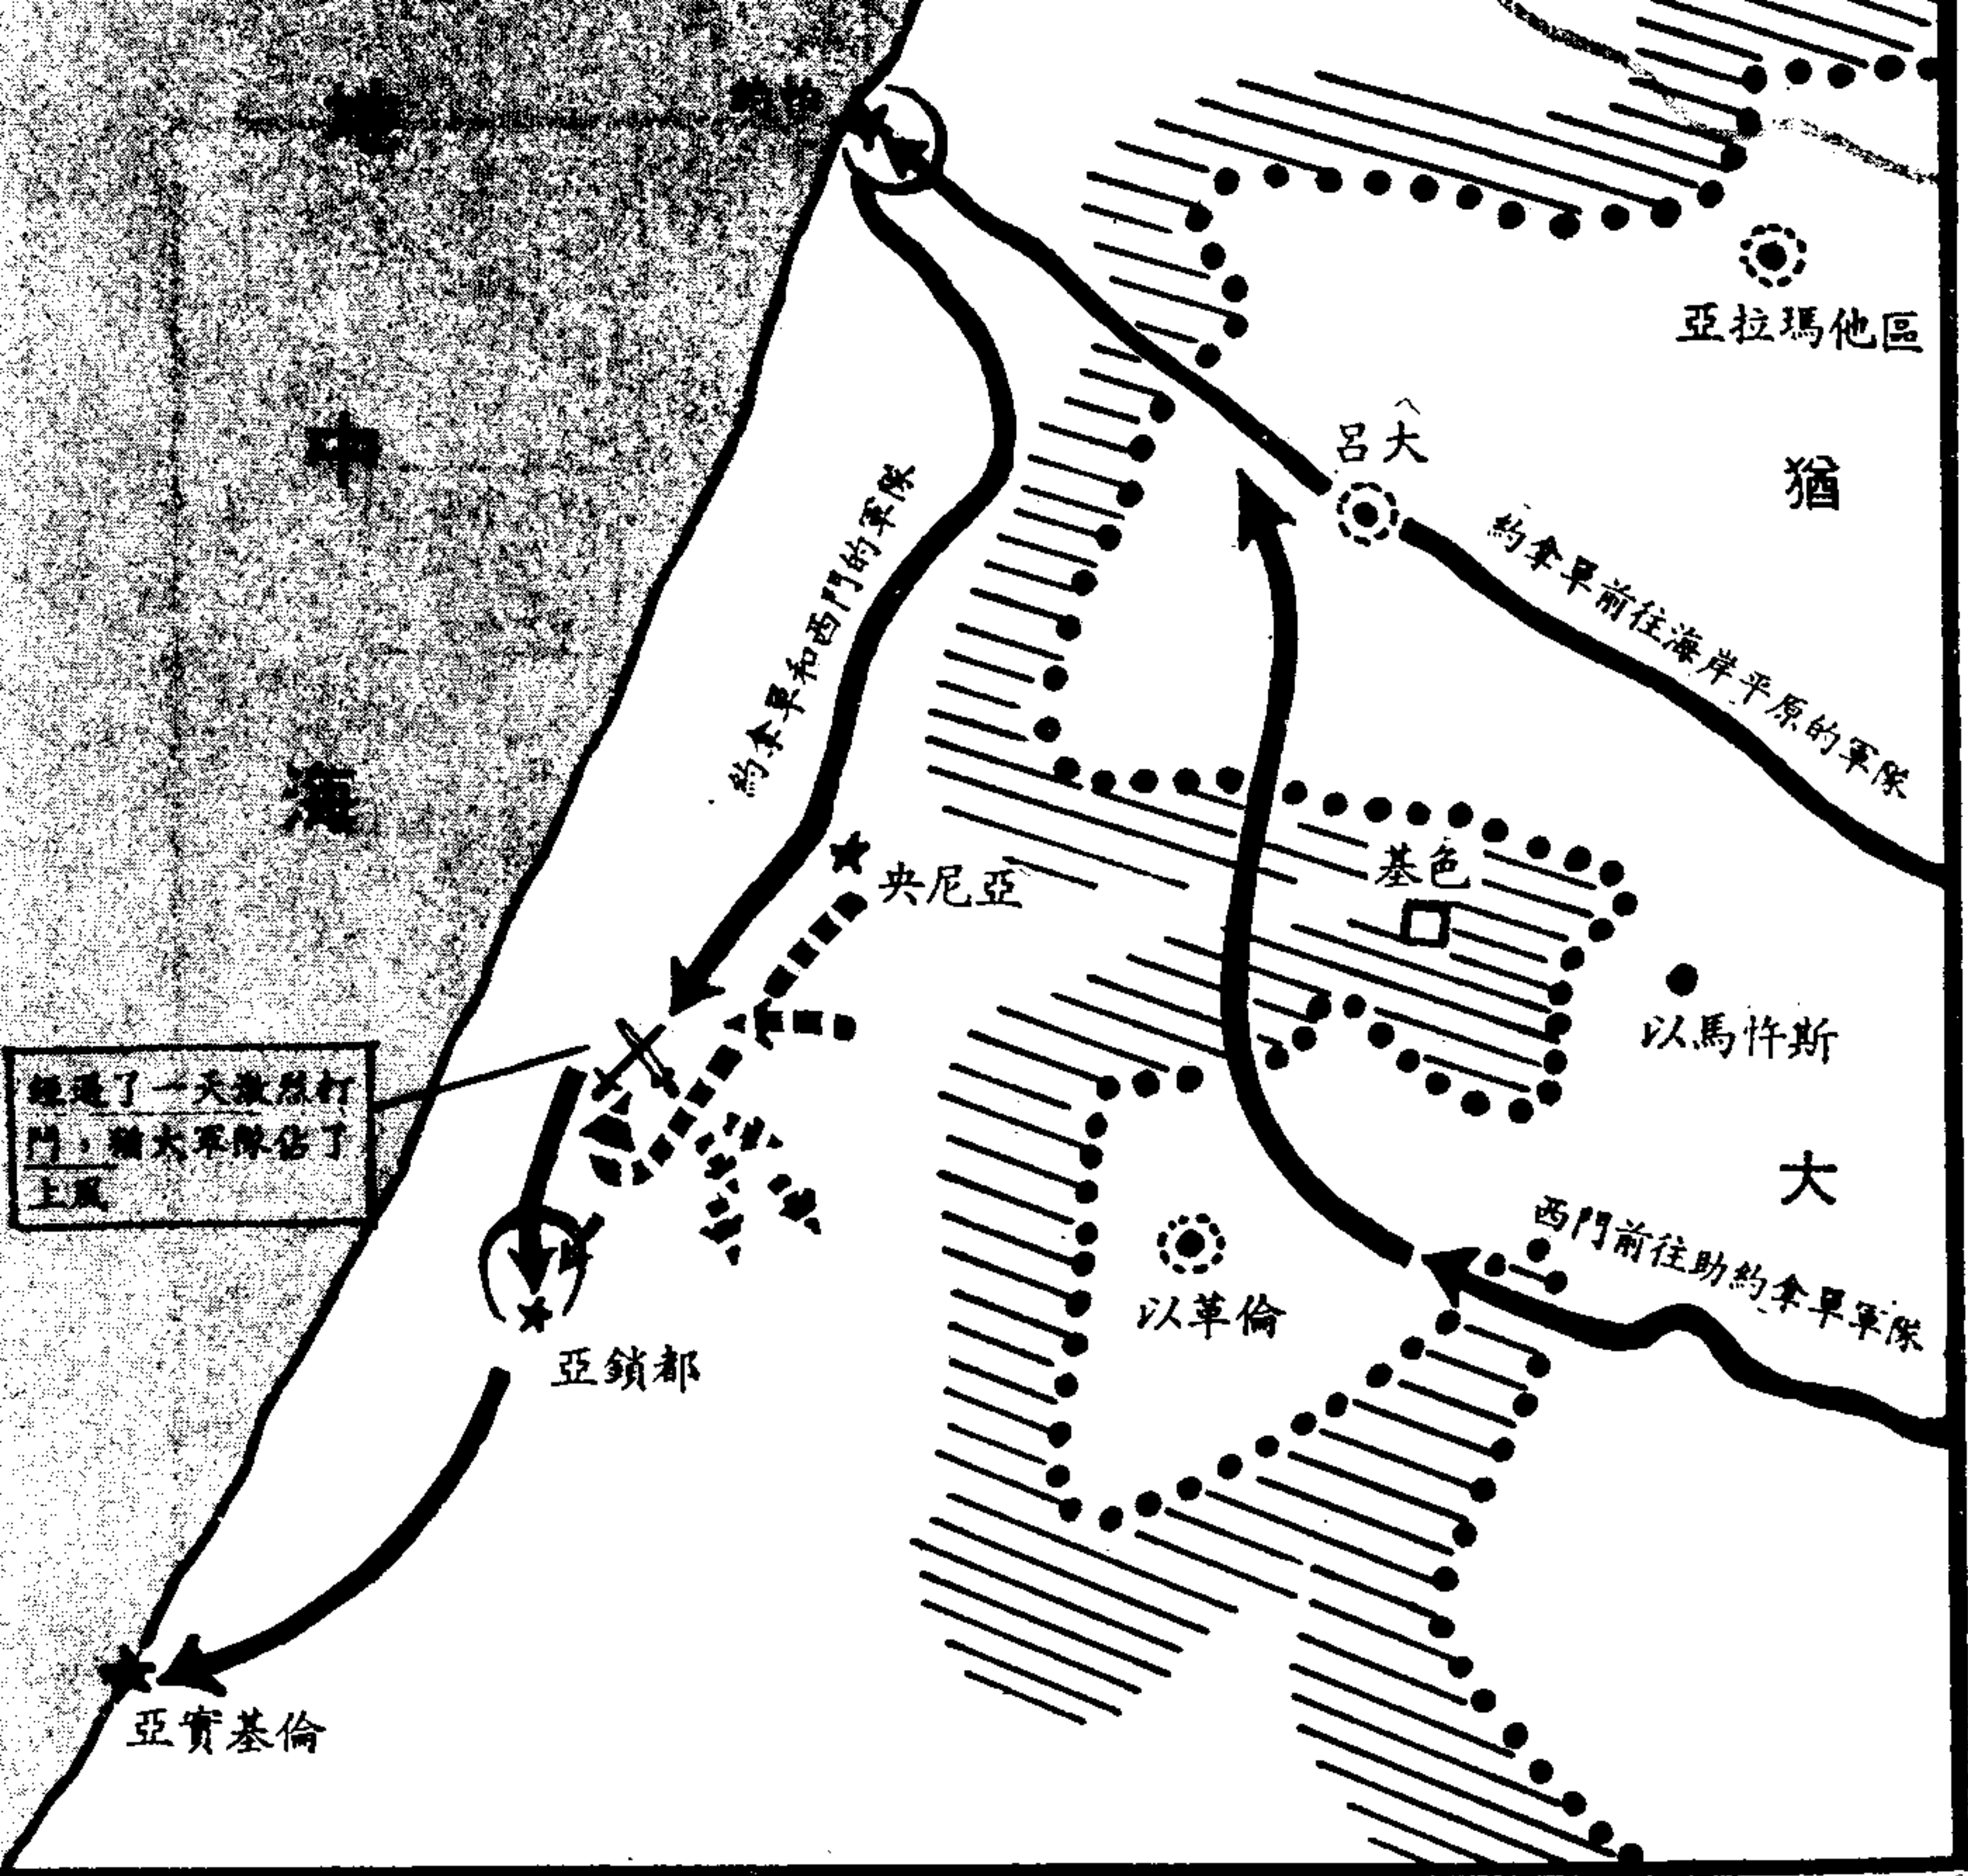 地中海
約帕
亞拉瑪他區
呂大
猶大
約拿單前往海岸平原的軍隊
約拿單和西門的軍隊
央尼亞
基色
以馬忤斯
經過了一天激烈打
鬥,猶大軍隊佔了
上風
西門前往助約拿單軍隊
以革倫
亞鎖都
亞實基倫